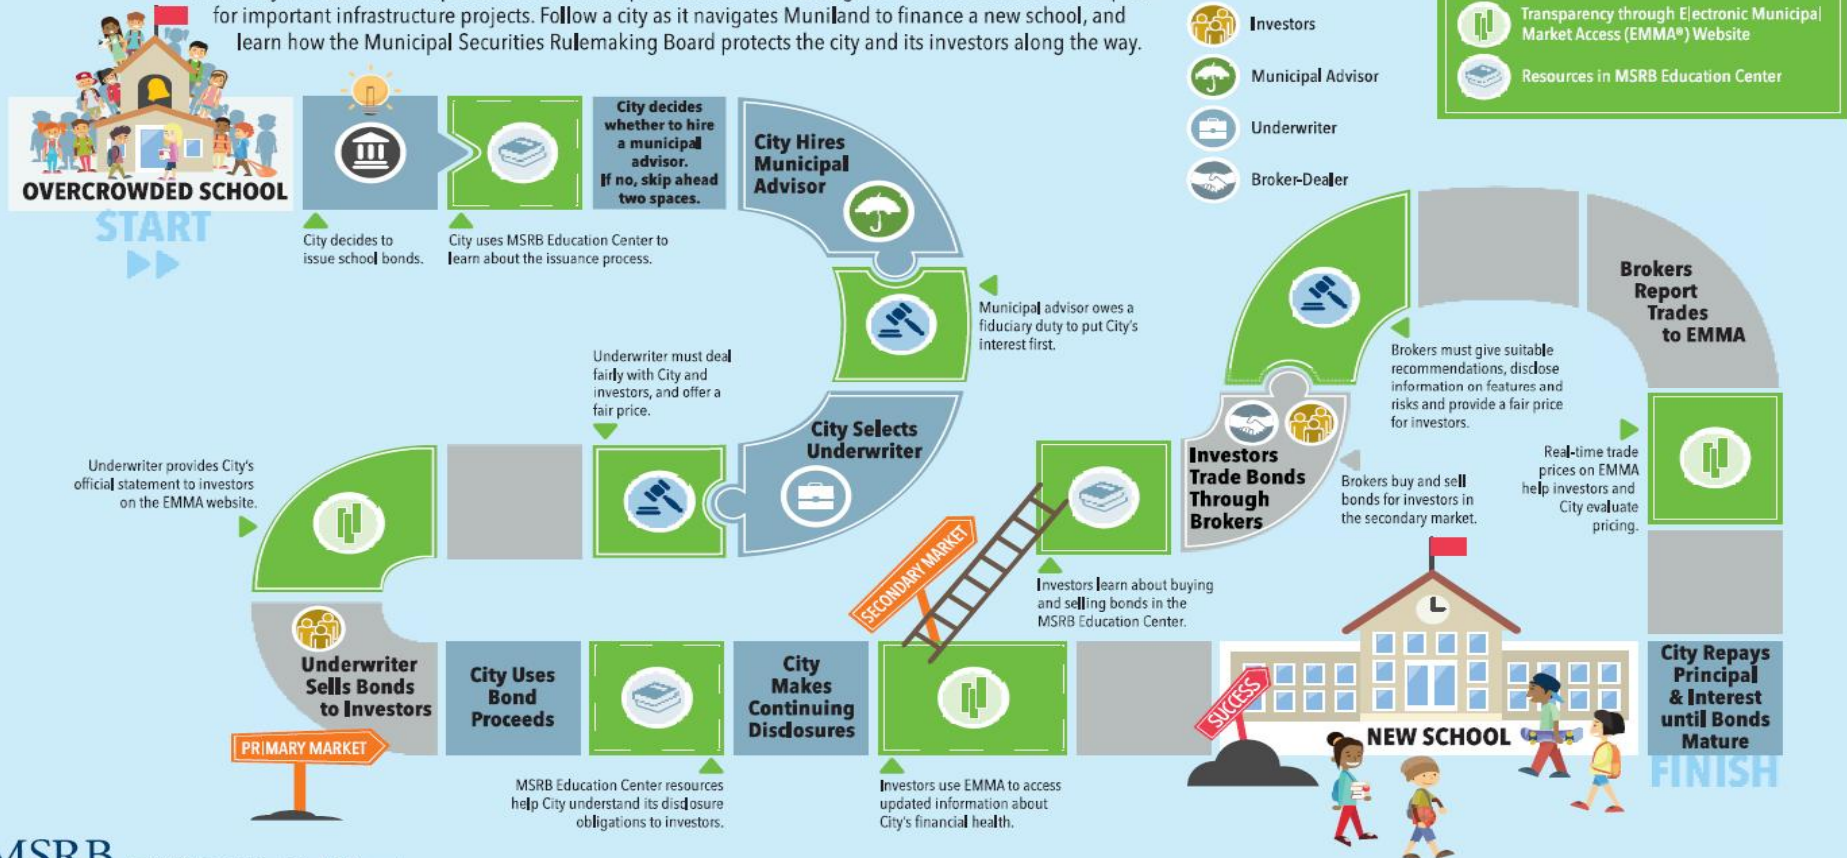 for important infrastructure projects. Follow a city as it navigates Muniland to finance a new school, and
learn how the Municipal Securities Rulemaking Board protects the city and its investors along the way.
Investors
Municipal Advisor
Underwriter
Broker-Dealer
Transparency through Electronic Municipal
Market Access (EMMA®) Website
Resources in MSRB Education Center
OVERCROWDED SCHOOL
START
City decides to
issue school bonds.
City uses MSRB Education Center to
learn about the issuance process.
City decides
whether to hire
a municipal
advisor.
If no, skip ahead
two spaces.
City Hires
Municipal
Advisor
Municipal advisor owes a
fiduciary duty to put City's
interest first.
City Selects
Underwriter
Underwriter must deal
fairly with City and
investors, and offer a
fair price.
Underwriter provides City's
official statement to investors
on the EMMA website.
Underwriter
Sells Bonds
to Investors
PRIMARY MARKET
City Uses
Bond
Proceeds
MSRB Education Center resources
help City understand its disclosure
obligations to investors.
City
Makes
Continuing
Disclosures
Investors use EMMA to access
updated information about
City's financial health.
SECONDARY MARKET
Investors learn about buying
and selling bonds in the
MSRB Education Center.
Investors
Trade Bonds
Through
Brokers
Brokers buy and sell
bonds for investors in
the secondary market.
Brokers must give suitable
recommendations, disclose
information on features and
risks and provide a fair price
for investors.
Brokers
Report
Trades
to EMMA
Real-time trade
prices on EMMA
help investors and
City evaluate
pricing.
City Repays
Principal
& Interest
until Bonds
Mature
FINISH
SUCCESS
NEW SCHOOL
MSRB